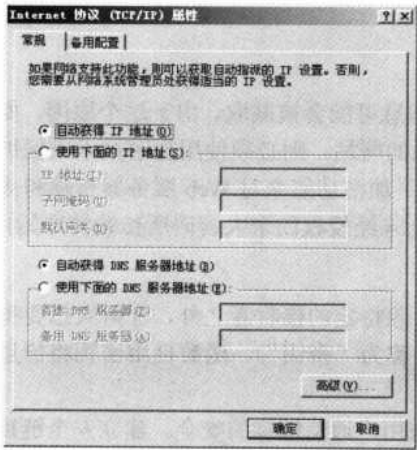 Internet 协议 (TCP/IP) 属性
常规 备用配置
如果网络支持此功能，则可以获取自动指派的 IP 设置。否则，
您需要从网络系统管理员处获得适当的 IP 设置。
自动获得 IP 地址(O)
使用下面的 IP 地址(S):
IP 地址(I):
子网掩码(U):
默认网关(D):
自动获得 DNS 服务器地址(B)
使用下面的 DNS 服务器地址(E):
首选 DNS 服务器(P):
备用 DNS 服务器(A):
高级(V)...
确定 取消